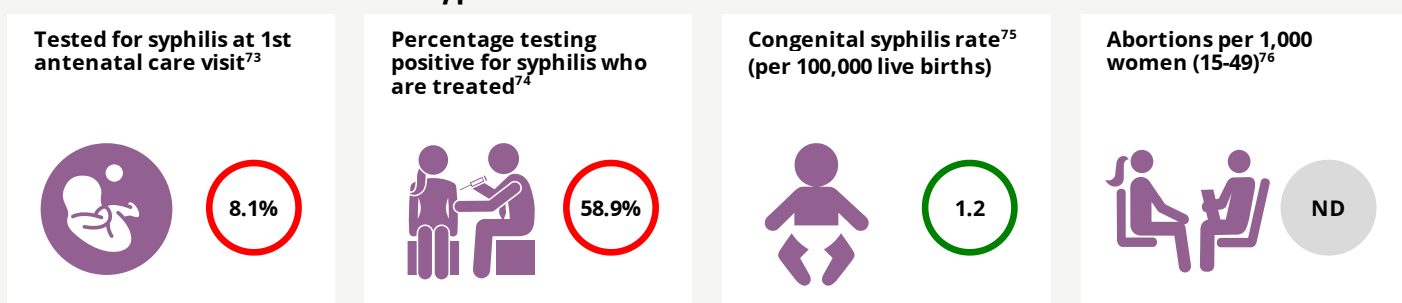 Tested for syphilis at 1st
antenatal care visit73
8.1%
Percentage testing
positive for syphilis who
are treated74
58.9%
Congenital syphilis rate75
(per 100,000 live births)
1.2
Abortions per 1,000
women (15-49)76
ND